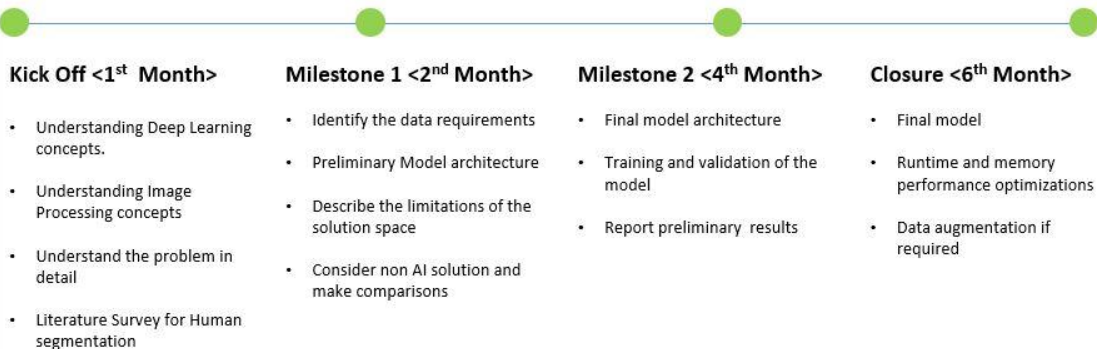 Kick Off <1st Month>
• Understanding Deep Learning
concepts.
• Understanding Image
Processing concepts
• Understand the problem in
detail
• Literature Survey for Human
segmentation
Milestone 1 <2nd Month>
• Identify the data requirements
• Preliminary Model architecture
• Describe the limitations of the
solution space
• Consider non AI solution and
make comparisons
Milestone 2 <4th Month>
• Final model architecture
• Training and validation of the
model
• Report preliminary results
Closure <6th Month>
• Final model
• Runtime and memory
performance optimizations
• Data augmentation if
required